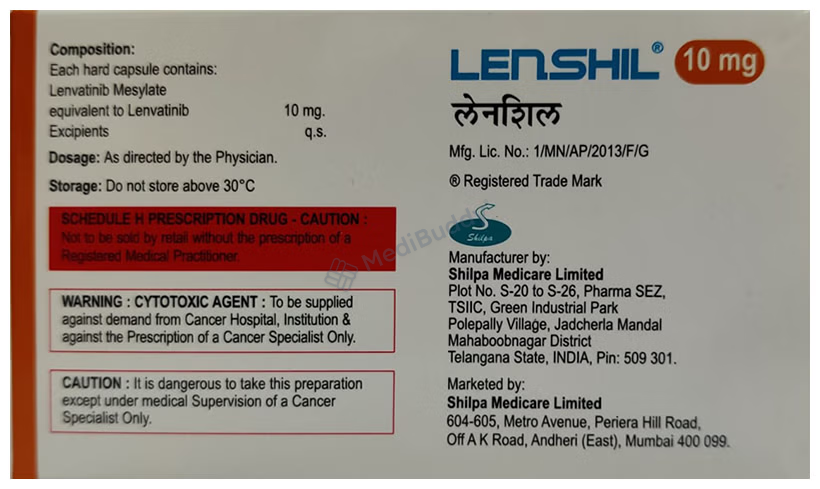 Composition:
Each hard capsule contains:
Lenvatinib Mesylate
equivalent to Lenvatinib 10 mg.
Excipients q.s.
Dosage: As directed by the Physician.
Storage: Do not store above 30°C
SCHEDULE H PRESCRIPTION DRUG - CAUTION :
Not to be sold by retail without the prescription of a
Registered Medical Practitioner.
WARNING : CYTOTOXIC AGENT : To be supplied
against demand from Cancer Hospital, Institution &
against the Prescription of a Cancer Specialist Only.
CAUTION : It is dangerous to take this preparation
except under medical Supervision of a Cancer
Specialist Only.
LENSHIL® 10 mg
लेनशिल
Mfg. Lic. No.: 1/MN/AP/2013/F/G
® Registered Trade Mark
Shilpa
MediBuddy
Manufacturer by:
Shilpa Medicare Limited
Plot No. S-20 to S-26, Pharma SEZ,
TSIIC, Green Industrial Park
Polepally Village, Jadcherla Mandal
Mahaboobnagar District
Telangana State, INDIA, Pin: 509 301.
Marketed by:
Shilpa Medicare Limited
604-605, Metro Avenue, Periera Hill Road,
Off A K Road, Andheri (East), Mumbai 400 099.